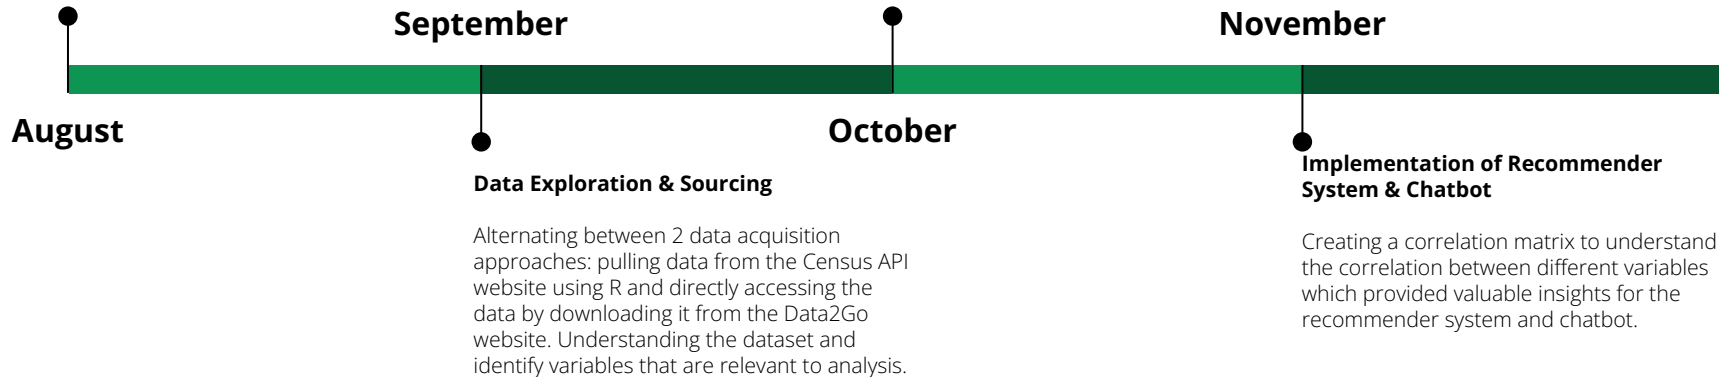 September
November
August
October
Data Exploration & Sourcing
Alternating between 2 data acquisition
approaches: pulling data from the Census API
website using R and directly accessing the
data by downloading it from the Data2Go
website. Understanding the dataset and
identify variables that are relevant to analysis.
Implementation of Recommender
System & Chatbot
Creating a correlation matrix to understand
the correlation between different variables
which provided valuable insights for the
recommender system and chatbot.